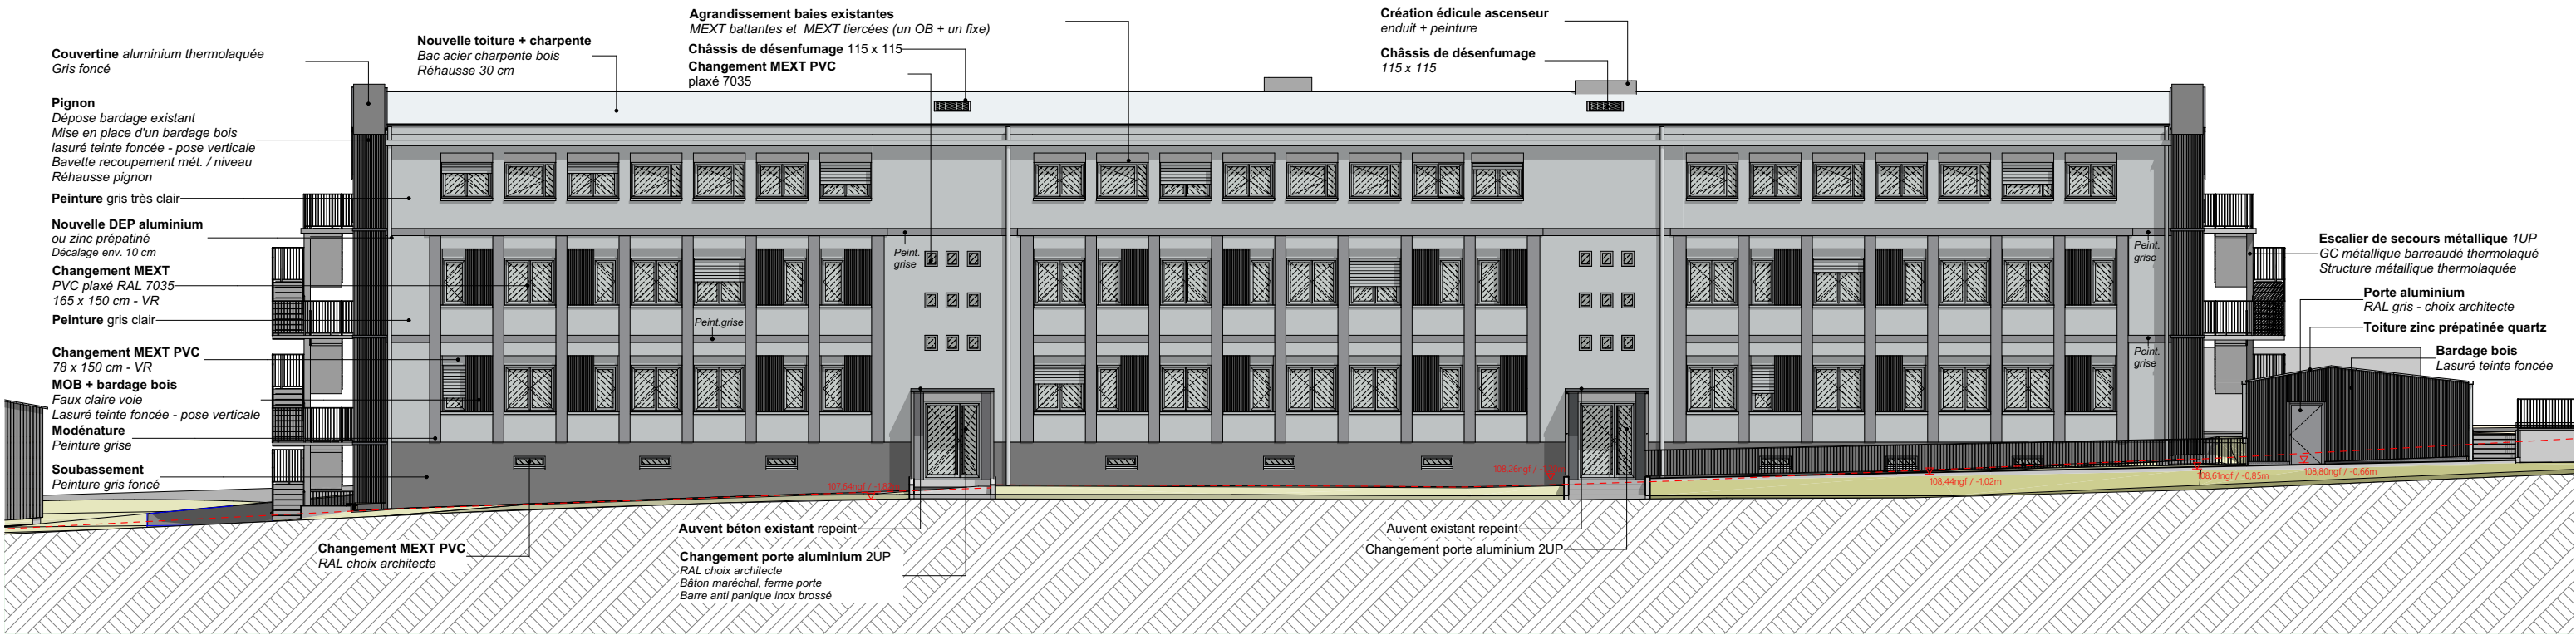 Couvertine aluminium thermolaquée
Gris foncé
Pignon
Dépose bardage existant
Mise en place d'un bardage bois
lasuré teinte foncée - pose verticale
Bavette recoupement mét. / niveau
Réhausse pignon
Peinture gris très clair
Nouvelle DEP aluminium
ou zinc prépatiné
Décalage env. 10 cm
Changement MEXT
PVC plaxé RAL 7035
165 x 150 cm - VR
Peinture gris clair
Changement MEXT PVC
78 x 150 cm - VR
MOB + bardage bois
Faux claire voie
Lasuré teinte foncée - pose verticale
Modénature
Peinture grise
Soubassement
Peinture gris foncé
Nouvelle toiture + charpente
Bac acier charpente bois
Réhausse 30 cm
Agrandissement baies existantes
MEXT battantes et MEXT tiercées (un OB + un fixe)
Châssis de désenfumage 115 x 115
Changement MEXT PVC
plaxé 7035
Création édicule ascenseur
enduit + peinture
Châssis de désenfumage
115 x 115
Peint.
grise
Peint.grise
Peint.
grise
Peint.
grise
Escalier de secours métallique 1UP
GC métallique barreaudé thermolaqué
Structure métallique thermolaquée
Porte aluminium
RAL gris - choix architecte
Toiture zinc prépatinée quartz
Bardage bois
Lasuré teinte foncée
107,64ngf /
108,26ngf /
108,44ngf / -1,02m
108,61ngf / -0,85m
108,80ngf / -0,66m
Changement MEXT PVC
RAL choix architecte
Auvent béton existant repeint
Changement porte aluminium 2UP
RAL choix architecte
Bâton maréchal, ferme porte
Barre anti panique inox brossé
Auvent existant repeint
Changement porte aluminium 2UP